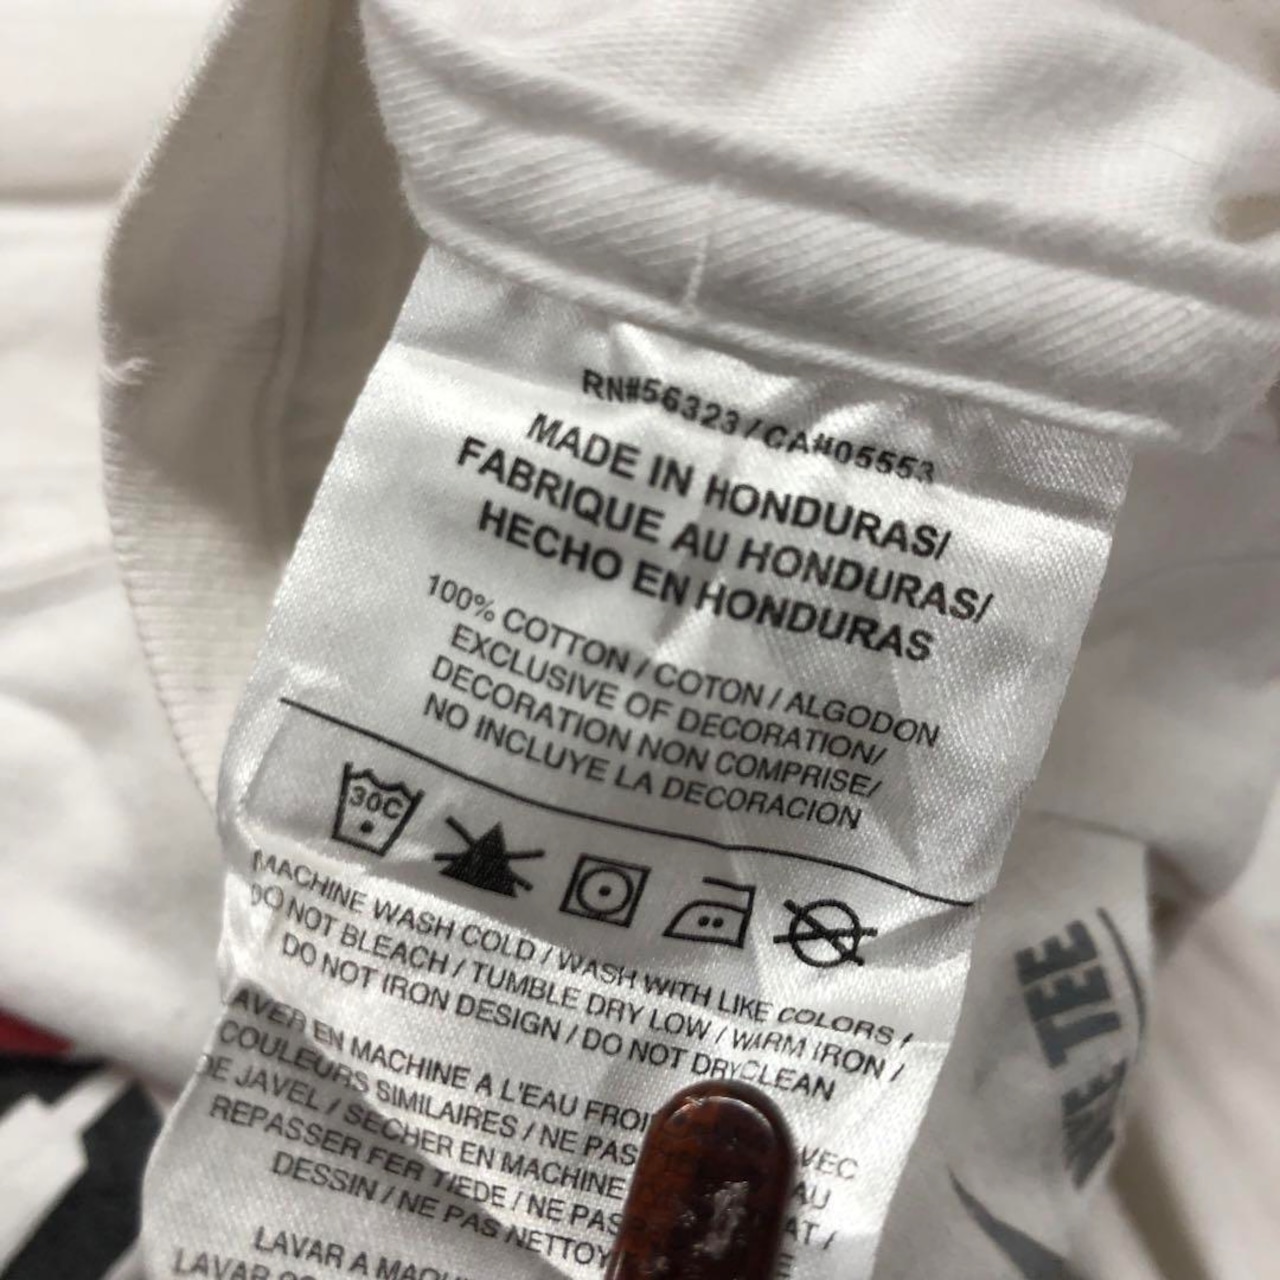 RN#56323/CA#05553
MADE IN HONDURAS/
FABRIQUE AU HONDURAS/
HECHO EN HONDURAS
100% COTTON / COTON / ALGODON
EXCLUSIVE OF DECORATION/
DECORATION NON COMPRISE/
NO INCLUYE LA DECORACION
30C
MACHINE WASH COLD / WASH WITH LIKE COLORS /
DO NOT BLEACH / TUMBLE DRY LOW / WARM IRON /
DO NOT IRON DESIGN / DO NOT DRYCLEAN
LAVER EN MACHINE A L'EAU FROI VEC
COULEURS SIMILAIRES / NE PAS AU
DE JAVEL / SECHER EN MACHINE AT /
REPASSER FER TIEDE / NE PAS
DESSIN / NE PAS NETTOY
LAVAR A MAQU
LAVAR
TEE